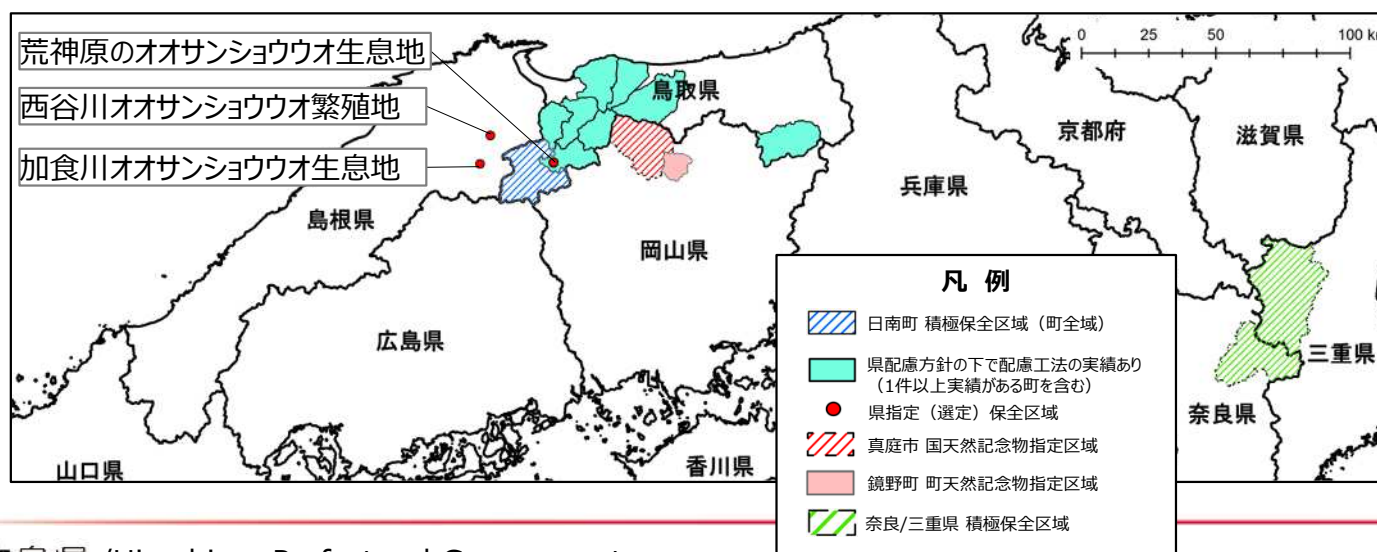 荒神原のオオサンショウウオ生息地
西谷川オオサンショウウオ繁殖地
加食川オオサンショウウオ生息地
0 25 50 100 km
鳥取県
京都府
滋賀県
兵庫県
島根県
岡山県
広島県
三重県
奈良県
香川県
山口県
凡 例
日南町 積極保全区域（町全域）
県配慮方針の下で配慮工法の実績あり
（1件以上実績がある町を含む）
県指定（選定）保全区域
真庭市 国天然記念物指定区域
鏡野町 町天然記念物指定区域
奈良/三重県 積極保全区域